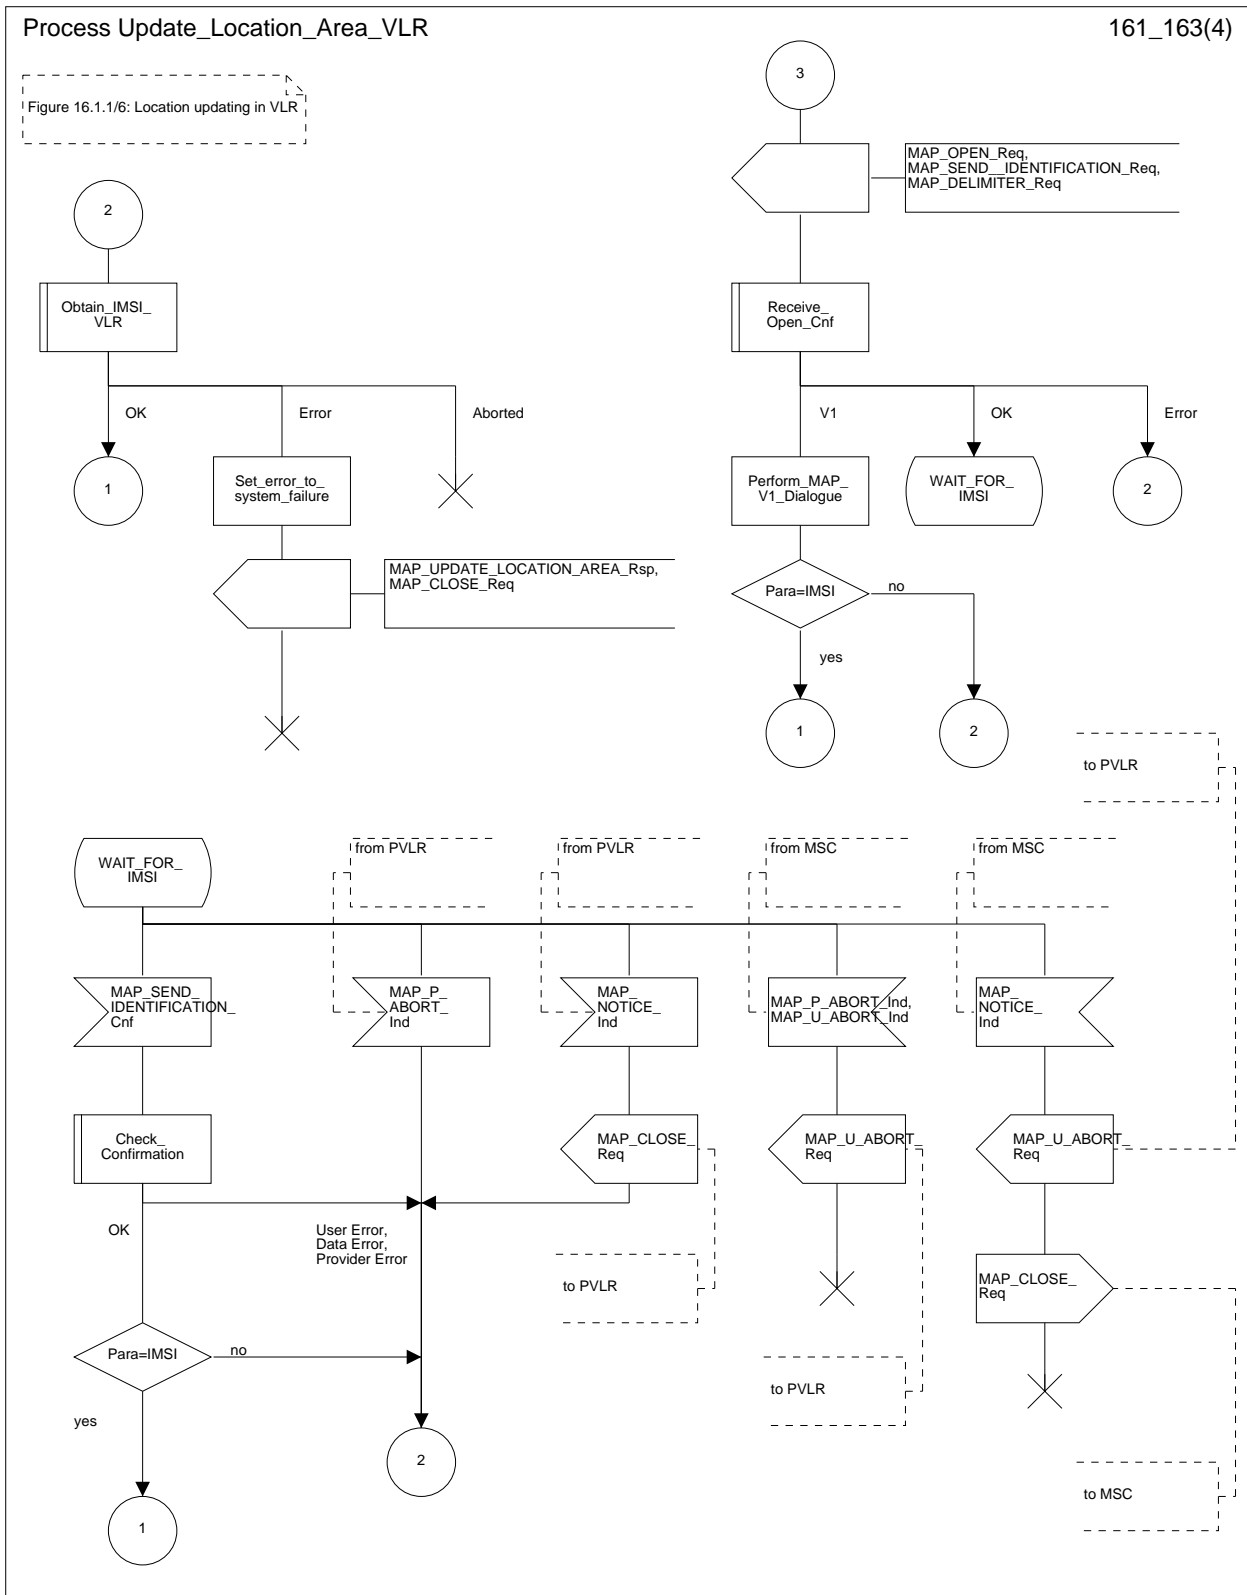 Process Update_Location_Area_VLR
161_163(4)
Figure 16.1.1/6: Location updating in VLR
2
Obtain_IMSI_
VLR
OK
Error
Aborted
1
Set_error_to_
system_failure
MAP_UPDATE_LOCATION_AREA_Rsp,
MAP_CLOSE_Req
3
MAP_OPEN_Req,
MAP_SEND__IDENTIFICATION_Req,
MAP_DELIMITER_Req
Receive_
Open_Cnf
V1
OK
Error
Perform_MAP_
V1_Dialogue
WAIT_FOR_
IMSI
2
Para=IMSI
no
yes
1
2
to PVLR
WAIT_FOR_
IMSI
from PVLR
from PVLR
from MSC
from MSC
MAP_SEND_
IDENTIFICATION_
Cnf
MAP_P_
ABORT_
Ind
MAP_
NOTICE_
Ind
MAP_P_ABORT_Ind,
MAP_U_ABORT_Ind
MAP_
NOTICE_
Ind
Check_
Confirmation
MAP_CLOSE_
Req
MAP_U_ABORT_
Req
MAP_U_ABORT_
Req
OK
User Error,
Data Error,
Provider Error
to PVLR
MAP_CLOSE_
Req
Para=IMSI
no
to PVLR
yes
2
to MSC
1